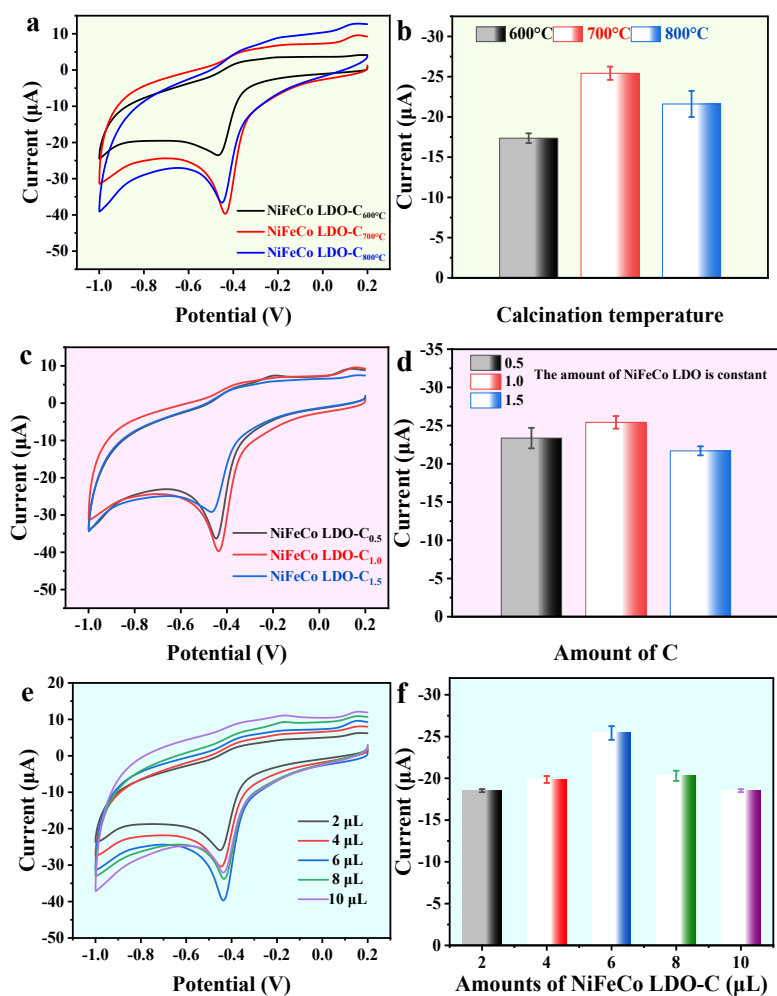 a
20
10
0
-10
-20
-30
-40
-50
Current (μA)
NiFeCo LDO-C600°C
NiFeCo LDO-C700°C
NiFeCo LDO-C800°C
-1.0 -0.8 -0.6 -0.4 -0.2 0.0 0.2
Potential (V)
b
600°C 700°C 800°C
-30
-25
-20
-15
-10
-5
0
Current (μA)
Calcination temperature
c
20
10
0
-10
-20
-30
-40
-50
Current (μA)
NiFeCo LDO-C0.5
NiFeCo LDO-C1.0
NiFeCo LDO-C1.5
-1.0 -0.8 -0.6 -0.4 -0.2 0.0 0.2
Potential (V)
d
0.5
1.0 The amount of NiFeCo LDO is constant
1.5
-35
-30
-25
-20
-15
-10
-5
0
Current (μA)
Amount of C
e
20
10
0
-10
-20
-30
-40
-50
Current (μA)
2 μL
4 μL
6 μL
8 μL
10 μL
-1.0 -0.8 -0.6 -0.4 -0.2 0.0 0.2
Potential (V)
f
-30
-25
-20
-15
-10
-5
0
Current (μA)
2 4 6 8 10
Amounts of NiFeCo LDO-C (μL)